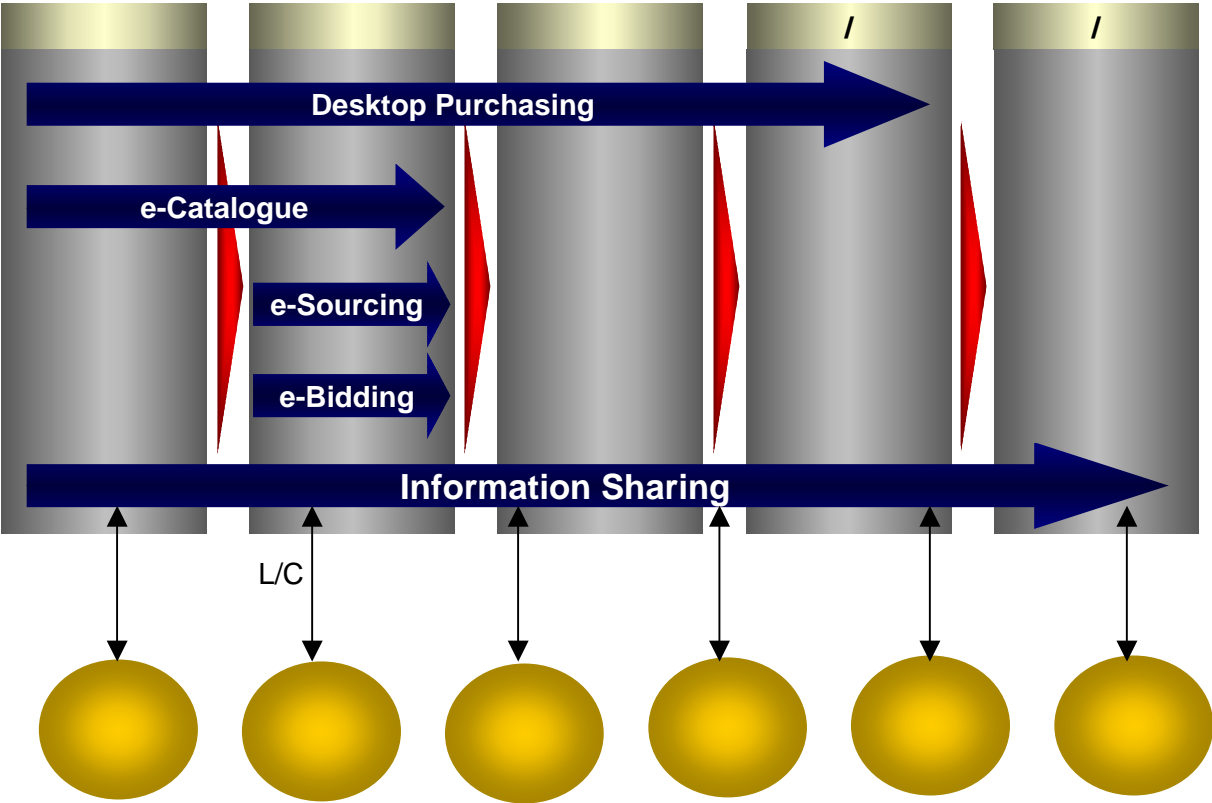 / /
Desktop Purchasing
e-Catalogue
e-Sourcing
e-Bidding
Information Sharing
L/C